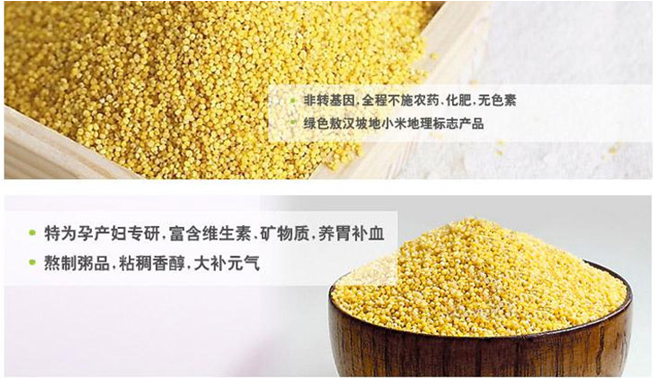 非转基因.全程不施农药.化肥.无色素
绿色敖汉坡地小米地理标志产品
特为孕产妇专研.富含维生素.矿物质.养胃补血
熬制粥品.粘稠香醇.大补元气